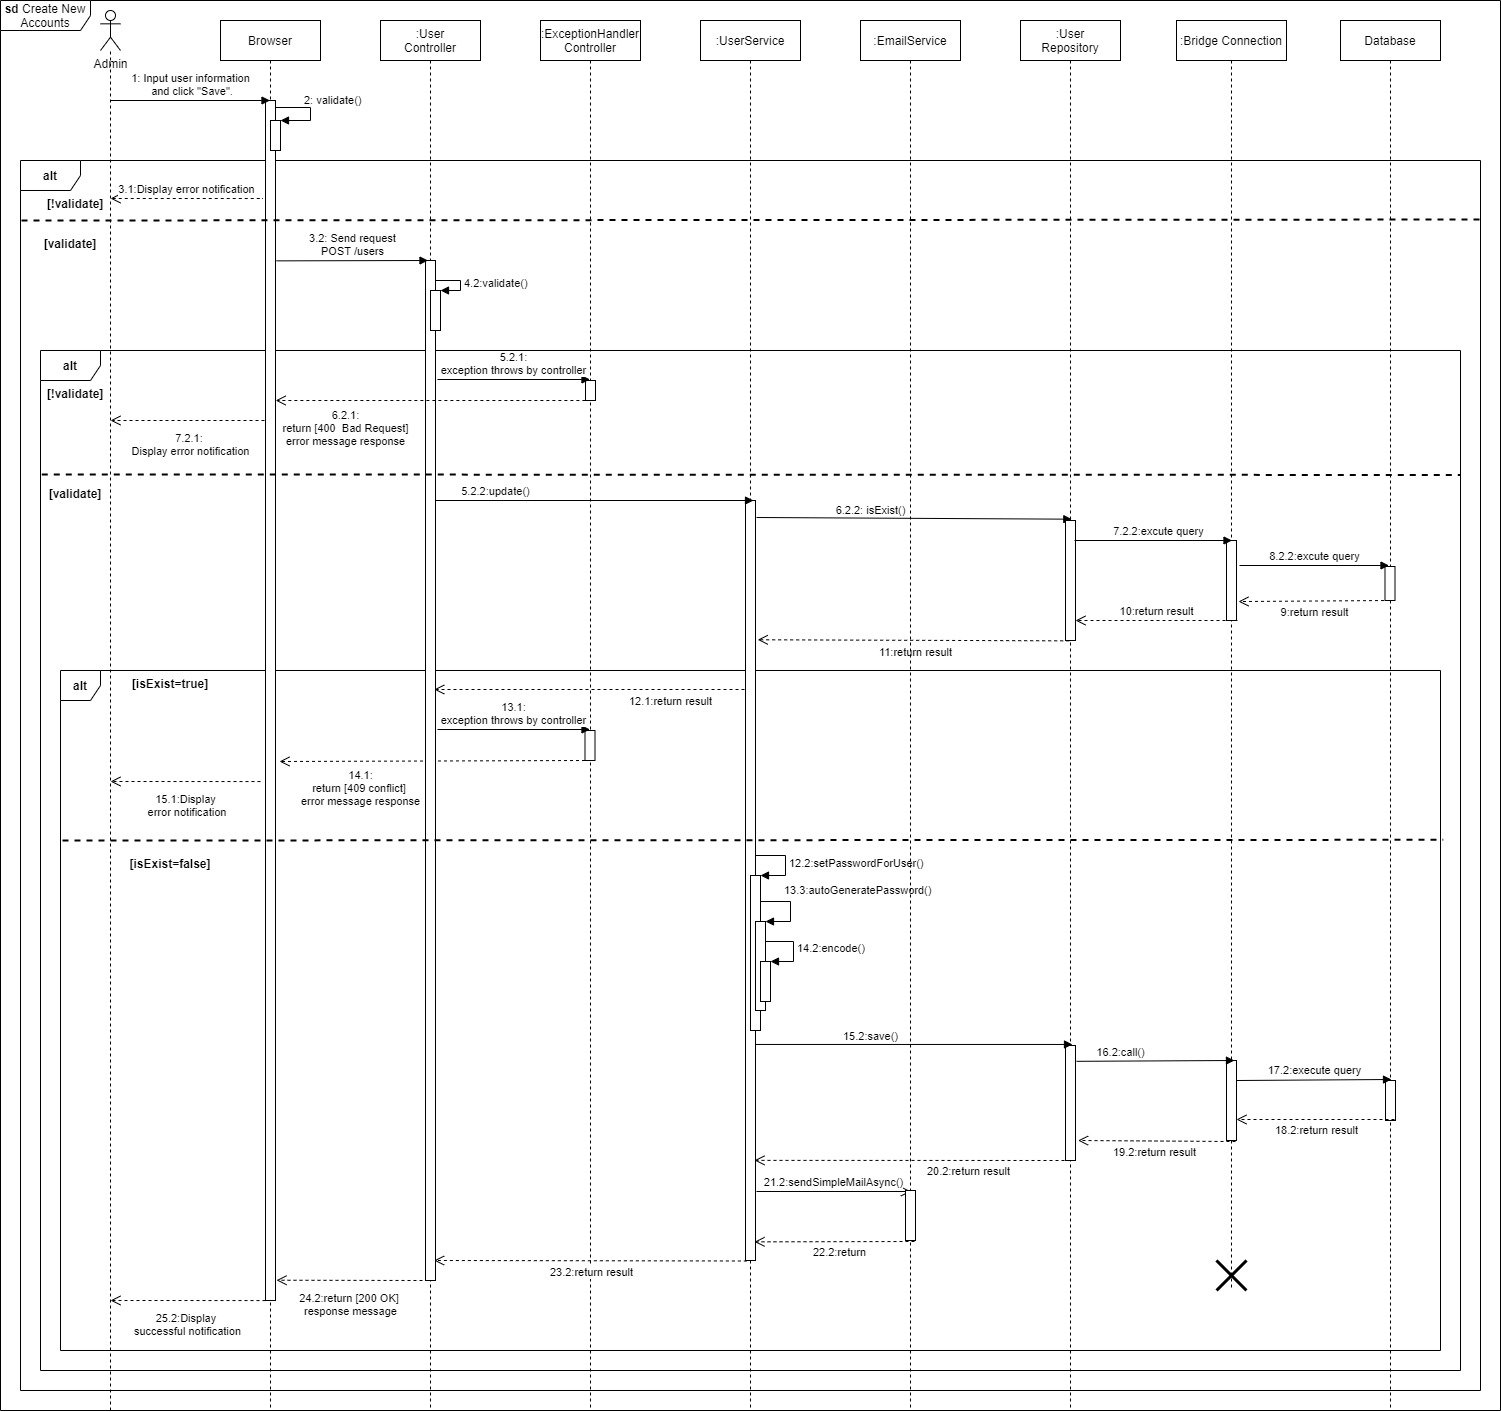 sd Create New
Accounts
Admin
Browser
:User
Controller
:ExceptionHandler
Controller
:UserService
:EmailService
:User
Repository
:Bridge Connection
Database
1: Input user information
and click "Save".
2: validate()
alt
3.1:Display error notification
[!validate]
[validate]
3.2: Send request
POST /users
4.2:validate()
alt
5.2.1:
exception throws by controller
[!validate]
6.2.1:
return [400  Bad Request]
error message response
7.2.1:
Display error notification
[validate]
5.2.2:update()
6.2.2: isExist()
7.2.2:excute query
8.2.2:excute query
9:return result
10:return result
11:return result
alt
[isExist=true]
12.1:return result
13.1:
exception throws by controller
14.1:
return [409 conflict]
error message response
15.1:Display
error notification
[isExist=false]
12.2:setPasswordForUser()
13.3:autoGeneratePassword()
14.2:encode()
15.2:save()
16.2:call()
17.2:execute query
18.2:return result
19.2:return result
20.2:return result
21.2:sendSimpleMailAsync()
22.2:return
23.2:return result
24.2:return [200 OK]
response message
25.2:Display
successful notification